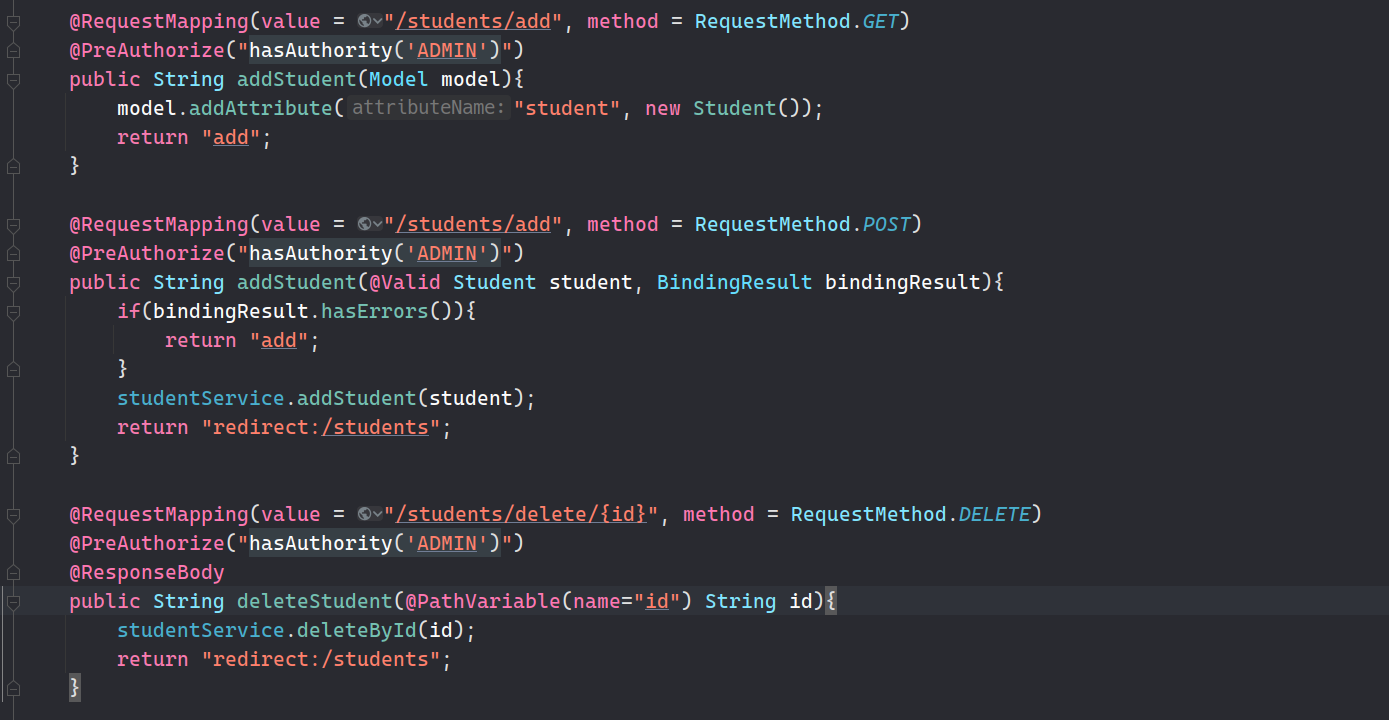 @RequestMapping(value = "/students/add", method = RequestMethod.GET)
@PreAuthorize("hasAuthority('ADMIN')")
public String addStudent(Model model){
    model.addAttribute( attributeName: "student", new Student());
    return "add";
}

@RequestMapping(value = "/students/add", method = RequestMethod.POST)
@PreAuthorize("hasAuthority('ADMIN')")
public String addStudent(@Valid Student student, BindingResult bindingResult){
    if(bindingResult.hasErrors()){
        return "add";
    }
    studentService.addStudent(student);
    return "redirect:/students";
}

@RequestMapping(value = "/students/delete/{id}", method = RequestMethod.DELETE)
@PreAuthorize("hasAuthority('ADMIN')")
@ResponseBody
public String deleteStudent(@PathVariable(name="id") String id){
    studentService.deleteById(id);
    return "redirect:/students";
}